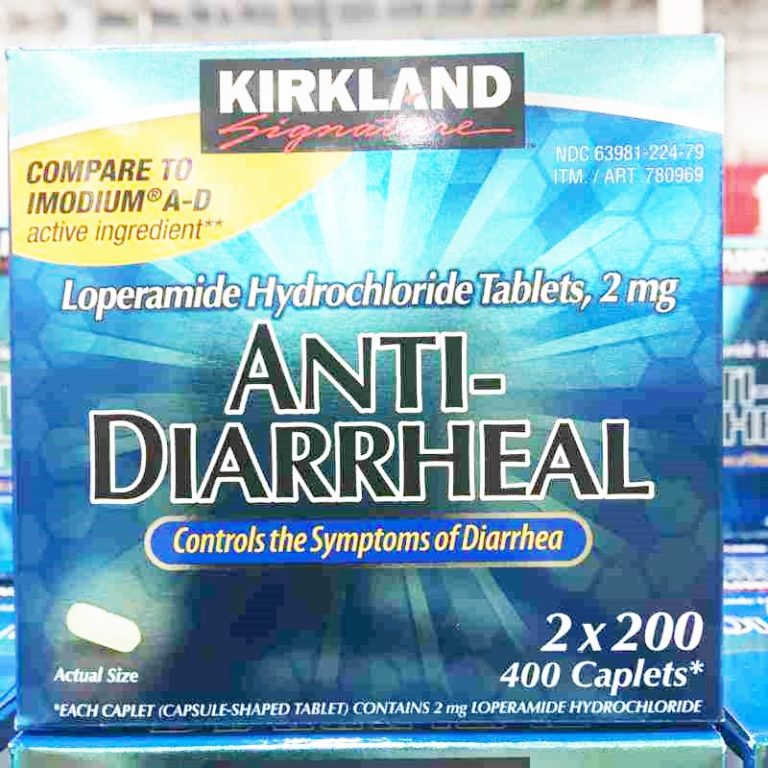 KIRKLAND
Signature
COMPARE TO
IMODIUM® A-D
active ingredient**
NDC 63981-224-79
ITM. / ART 780969
Loperamide Hydrochloride Tablets, 2 mg
ANTI-
DIARRHEAL
Controls the Symptoms of Diarrhea
2 x 200
400 Caplets*
Actual Size
*EACH CAPLET (CAPSULE-SHAPED TABLET) CONTAINS 2 mg LOPERAMIDE HYDROCHLORIDE